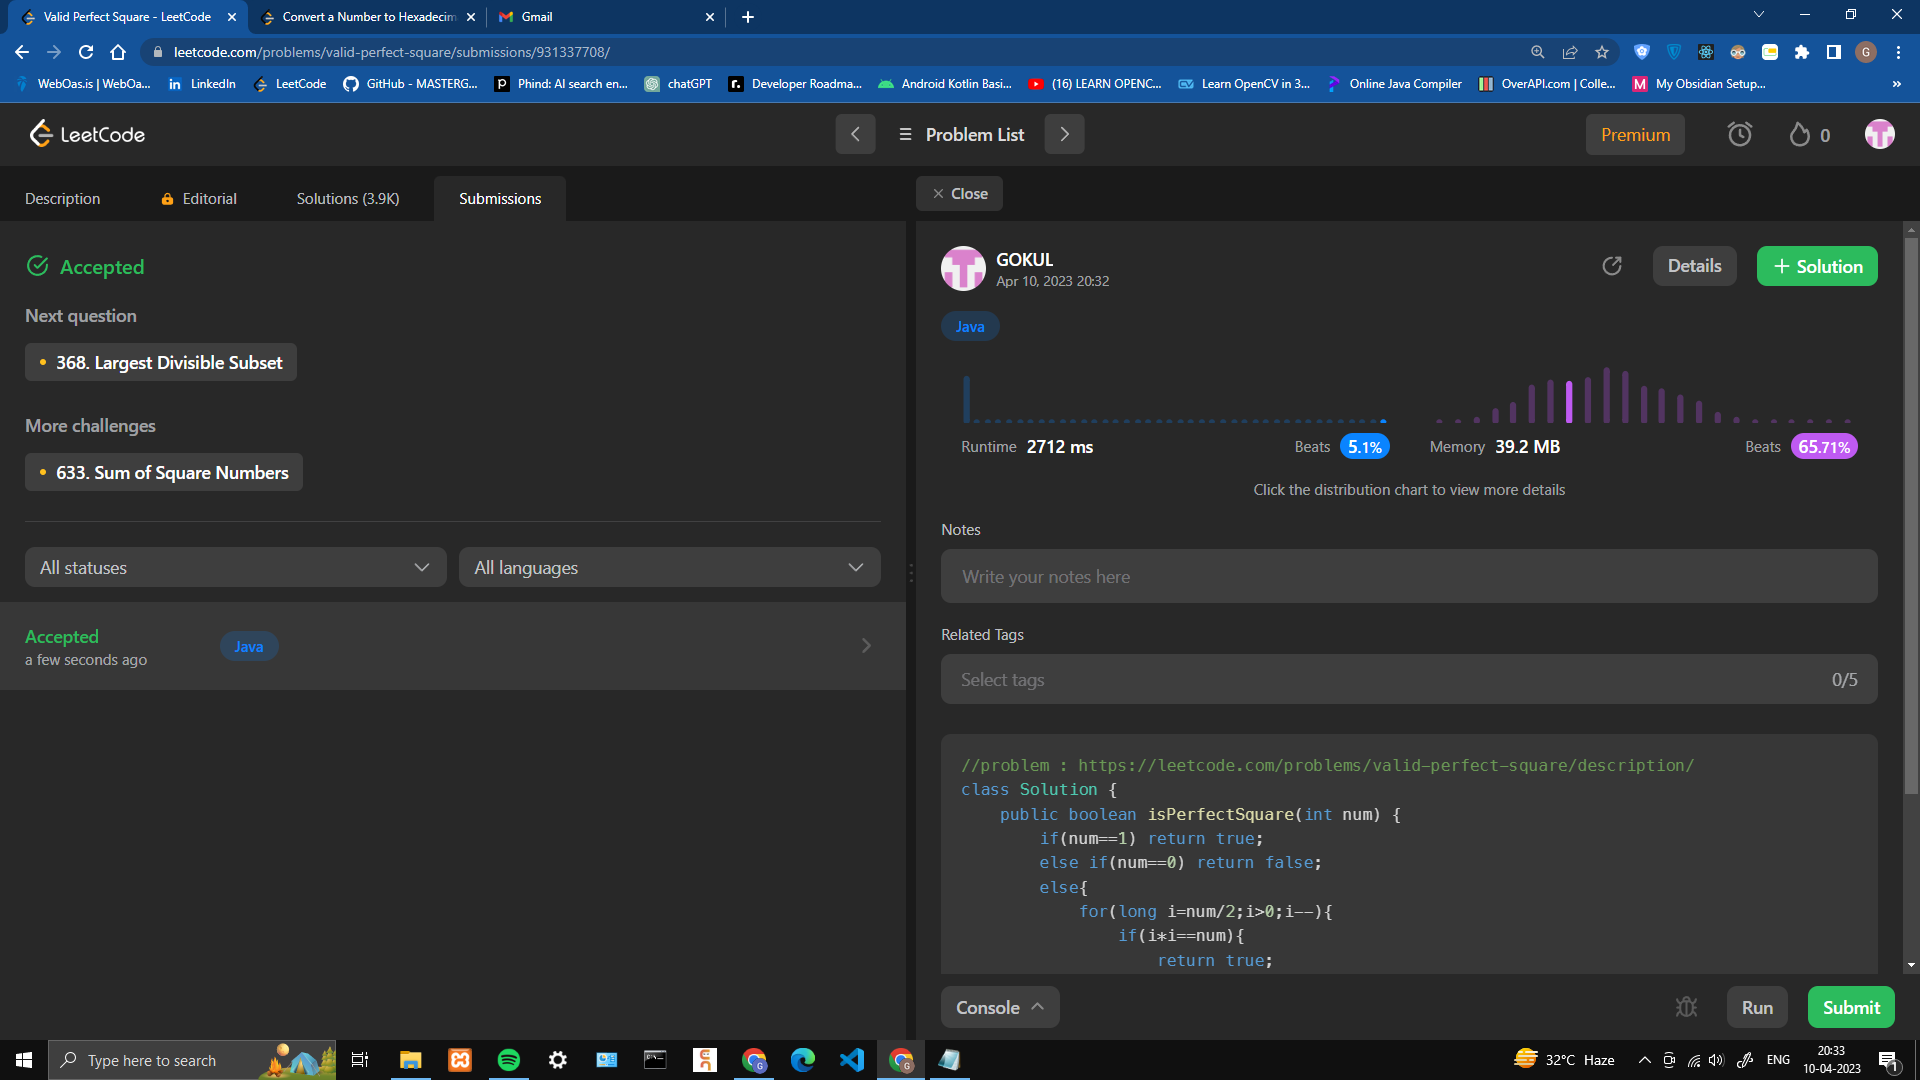 Valid Perfect Square - LeetCode
Convert a Number to Hexadecim
Gmail
leetcode.com/problems/valid-perfect-square/submissions/931337708/
G
WebOas.is | WebOa...
LinkedIn
LeetCode
GitHub - MASTERG...
Phind: AI search en...
chatGPT
Developer Roadma...
Android Kotlin Basi...
(16) LEARN OPENC...
Learn OpenCV in 3...
Online Java Compiler
OverAPI.com | Colle...
My Obsidian Setup...
»
LeetCode
Problem List
Premium
0
Description
Editorial
Solutions (3.9K)
Submissions
Close
Accepted
Next question
368. Largest Divisible Subset
More challenges
633. Sum of Square Numbers
All statuses
All languages
Accepted
a few seconds ago
Java
GOKUL
Apr 10, 2023 20:32
Details
+ Solution
Java
Runtime 2712 ms
Beats 5.1%
Memory 39.2 MB
Beats 65.71%
Click the distribution chart to view more details
Notes
Write your notes here
Related Tags
Select tags
0/5
//problem : https://leetcode.com/problems/valid-perfect-square/description/
class Solution {
public boolean isPerfectSquare(int num) {
if(num==1) return true;
else if(num==0) return false;
else{
for(long i=num/2;i>0;i--){
if(i*i==num){
return true;
Console
Run
Submit
Type here to search
32°C Haze
ENG
20:33
10-04-2023
1